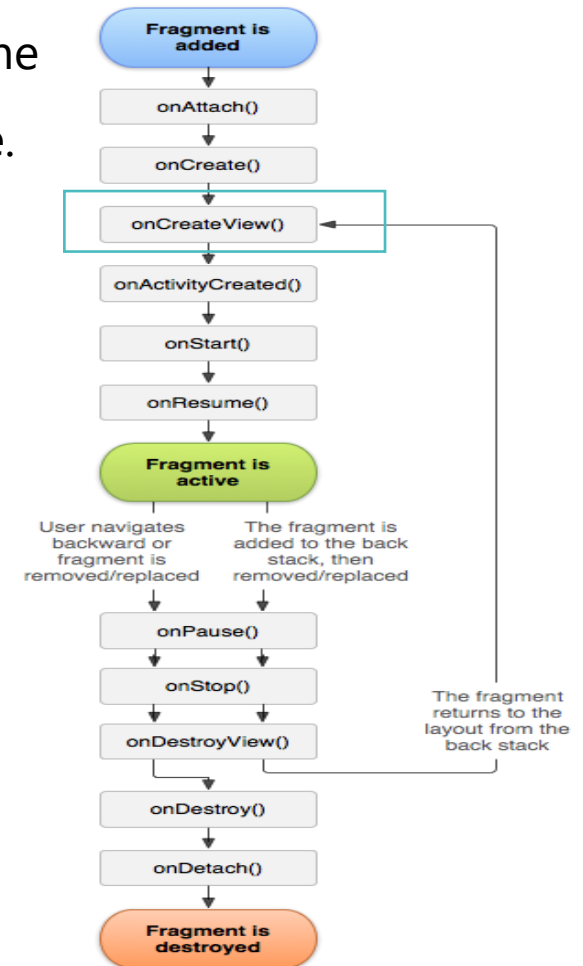 Fragment is
added
onAttach()
onCreate()
onCreateView()
onActivityCreated()
onStart()
onResume()
Fragment is
active
User navigates
backward or
fragment is
removed/replaced
The fragment is
added to the back
stack, then
removed/replaced
onPause()
onStop()
onDestroyView()
The fragment
returns to the
layout from the
back stack
onDestroy()
onDetach()
Fragment is
destroyed